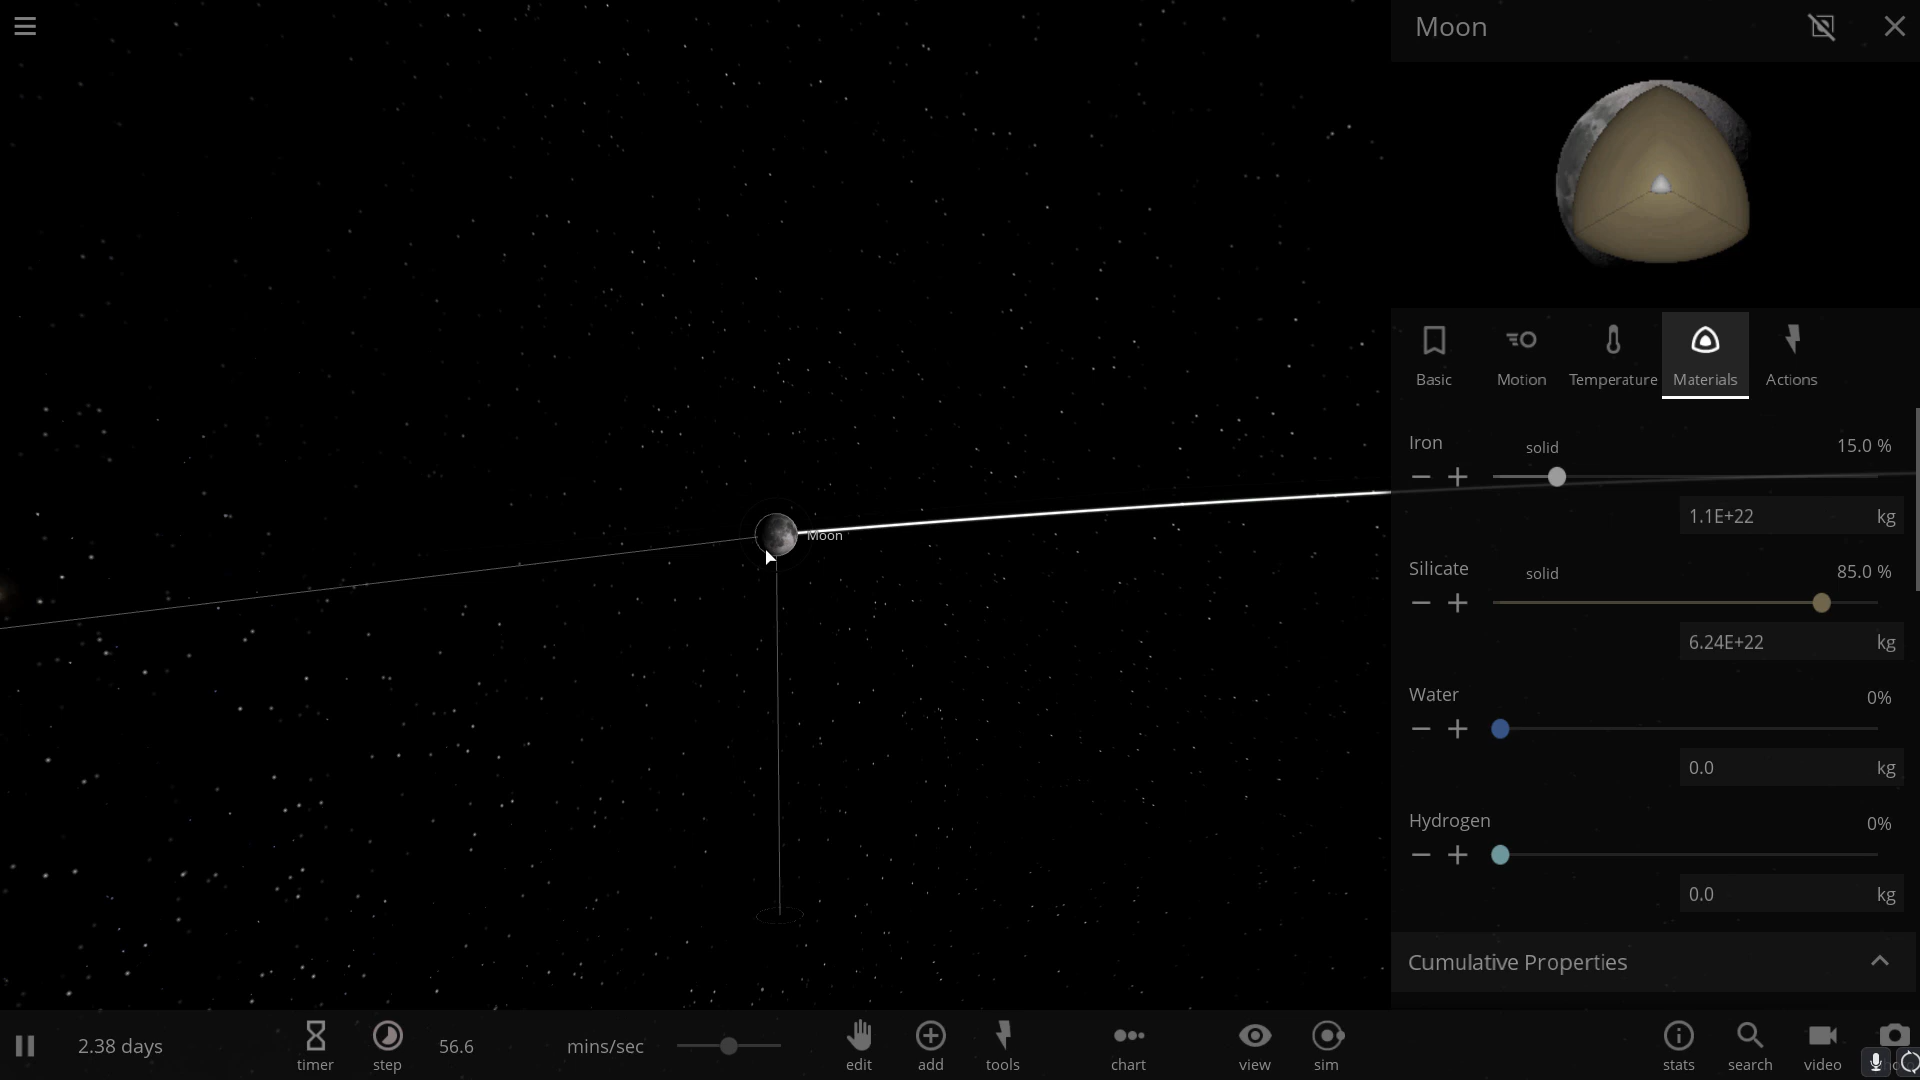 Moon
Moon
Basic
Motion
Temperature
Materials
Actions
Iron solid 15.0 %
1.1E+22 kg
Silicate solid 85.0 %
6.24E+22 kg
Water 0%
0.0 kg
Hydrogen 0%
0.0 kg
Cumulative Properties
2.38 days
timer
step
56.6 mins/sec
edit
add
tools
chart
view
sim
stats
search
video